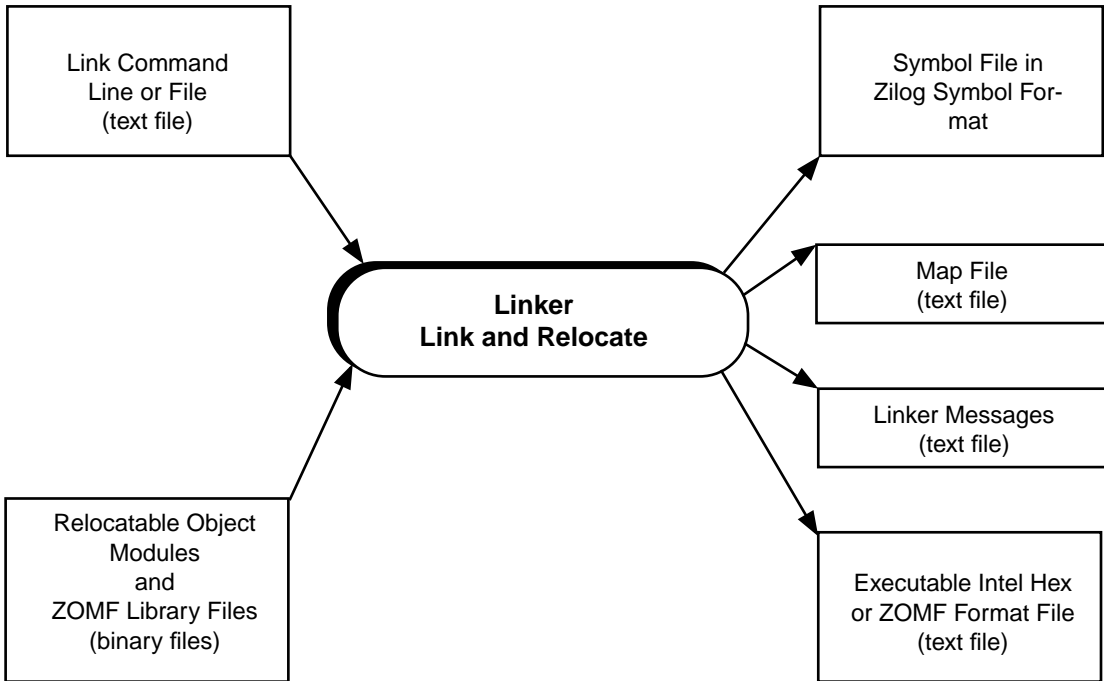 Link Command
Line or File
(text file)
Symbol File in
Zilog Symbol For-
mat
Map File
(text file)
Linker
Link and Relocate
Linker Messages
(text file)
Relocatable Object
Modules
and
ZOMF Library Files
(binary files)
Executable Intel Hex
or ZOMF Format File
(text file)